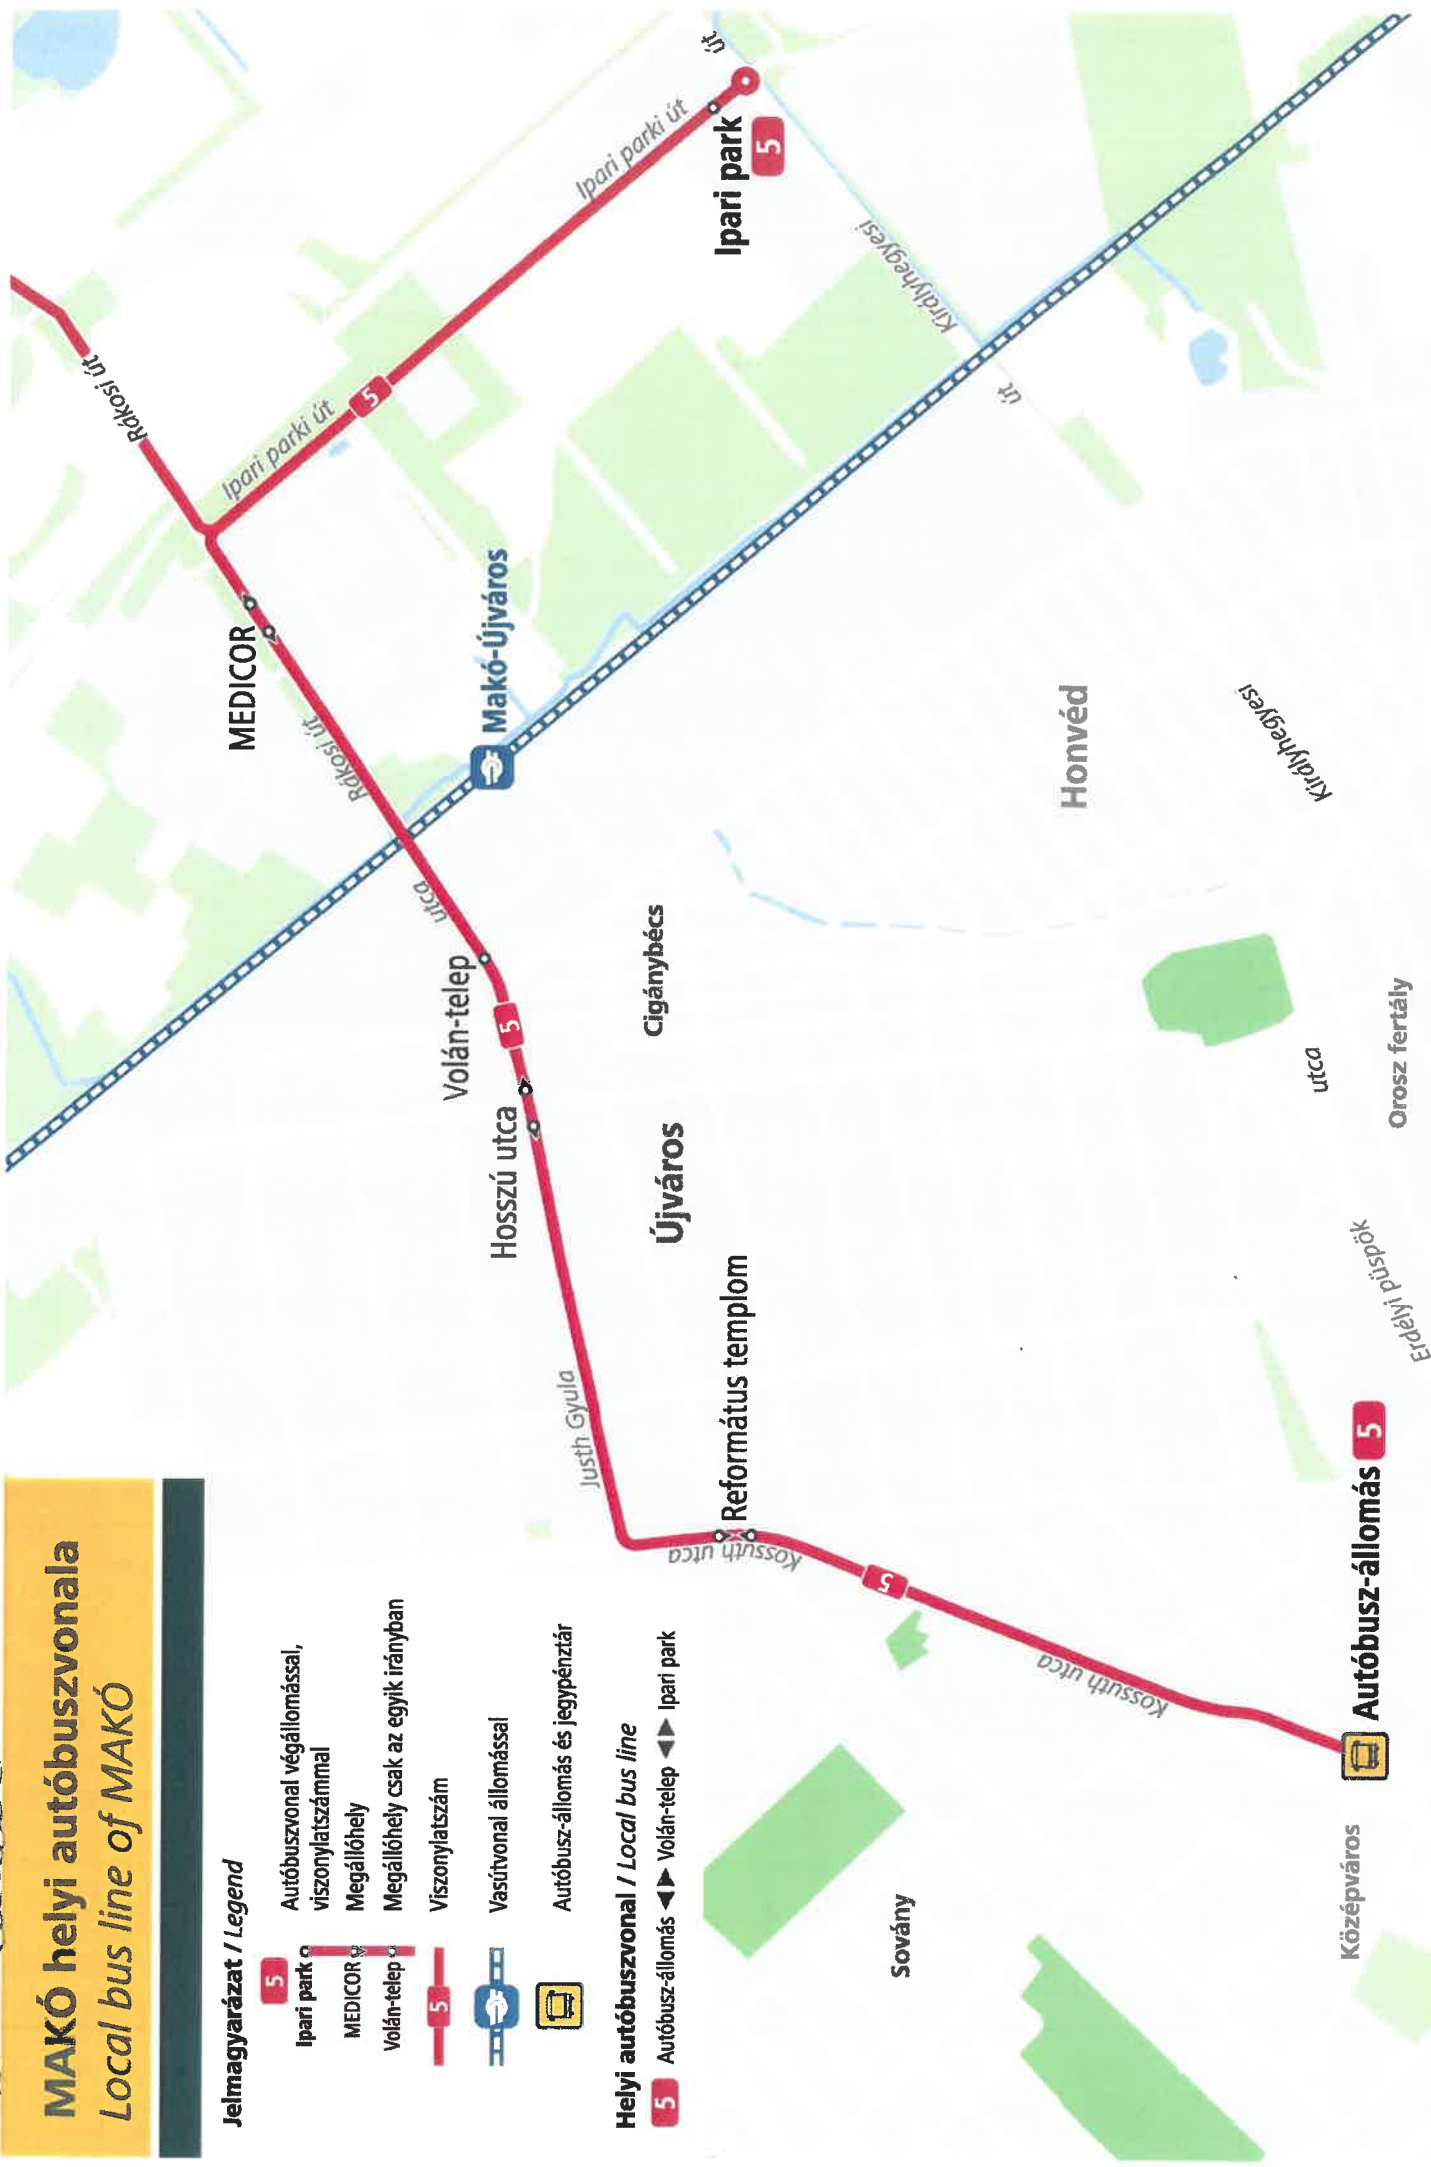 MAKÓ helyi autóbuszvonala
Local bus line of MAKÓ
Jelmagyarázat / Legend
5
Ipari park
Autóbuszvonal végállomással,
viszonylatszámmal
MEDICOR
Megállóhely
Volán-telep
Megállóhely csak az egyik irányban
5
Viszonylatszám
Vasútvonal állomással
Autóbusz-állomás és jegypénztár
Helyi autóbuszvonal / Local bus line
5 Autóbusz-állomás ◄► Volán-telep ◄► Ipari park
Rákosi út
Ipari parki út
5
Ipari parki út
út
Ipari park
5
MEDICOR
Rákosi út
Makó-Újváros
Királyhegyesi
út
utca
Volán-telep
5
Hosszú utca
Cigánybécs
Honvéd
Királyhegyesi
Újváros
Justh Gyula
Református templom
Kossuth utca
5
Kossuth utca
utca
Orosz fertály
Erdélyi püspök
Autóbusz-állomás 5
Sovány
Középváros